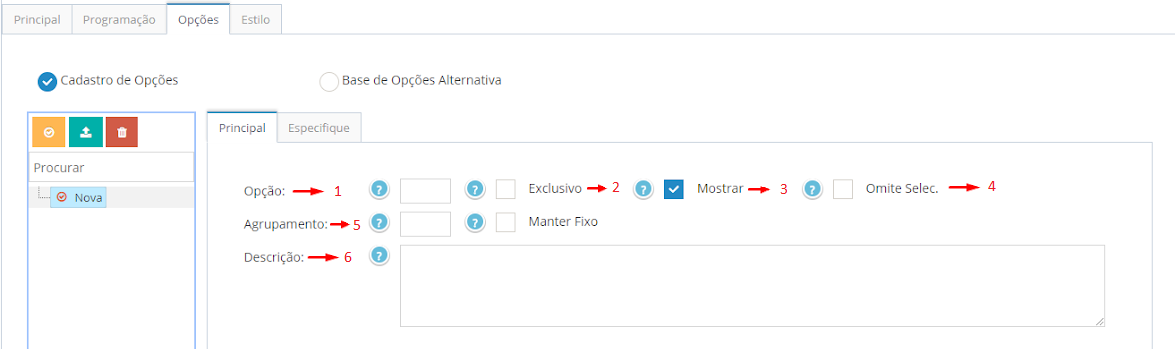 Principal Programação Opções Estilo
Cadastro de Opções Base de Opções Alternativa
Principal Especifique
Procurar
Nova
Opção: 1 ? ? Exclusivo 2 ? Mostrar 3 ? Omite Selec. 4
Agrupamento: 5 ? ? Manter Fixo
Descrição: 6 ?